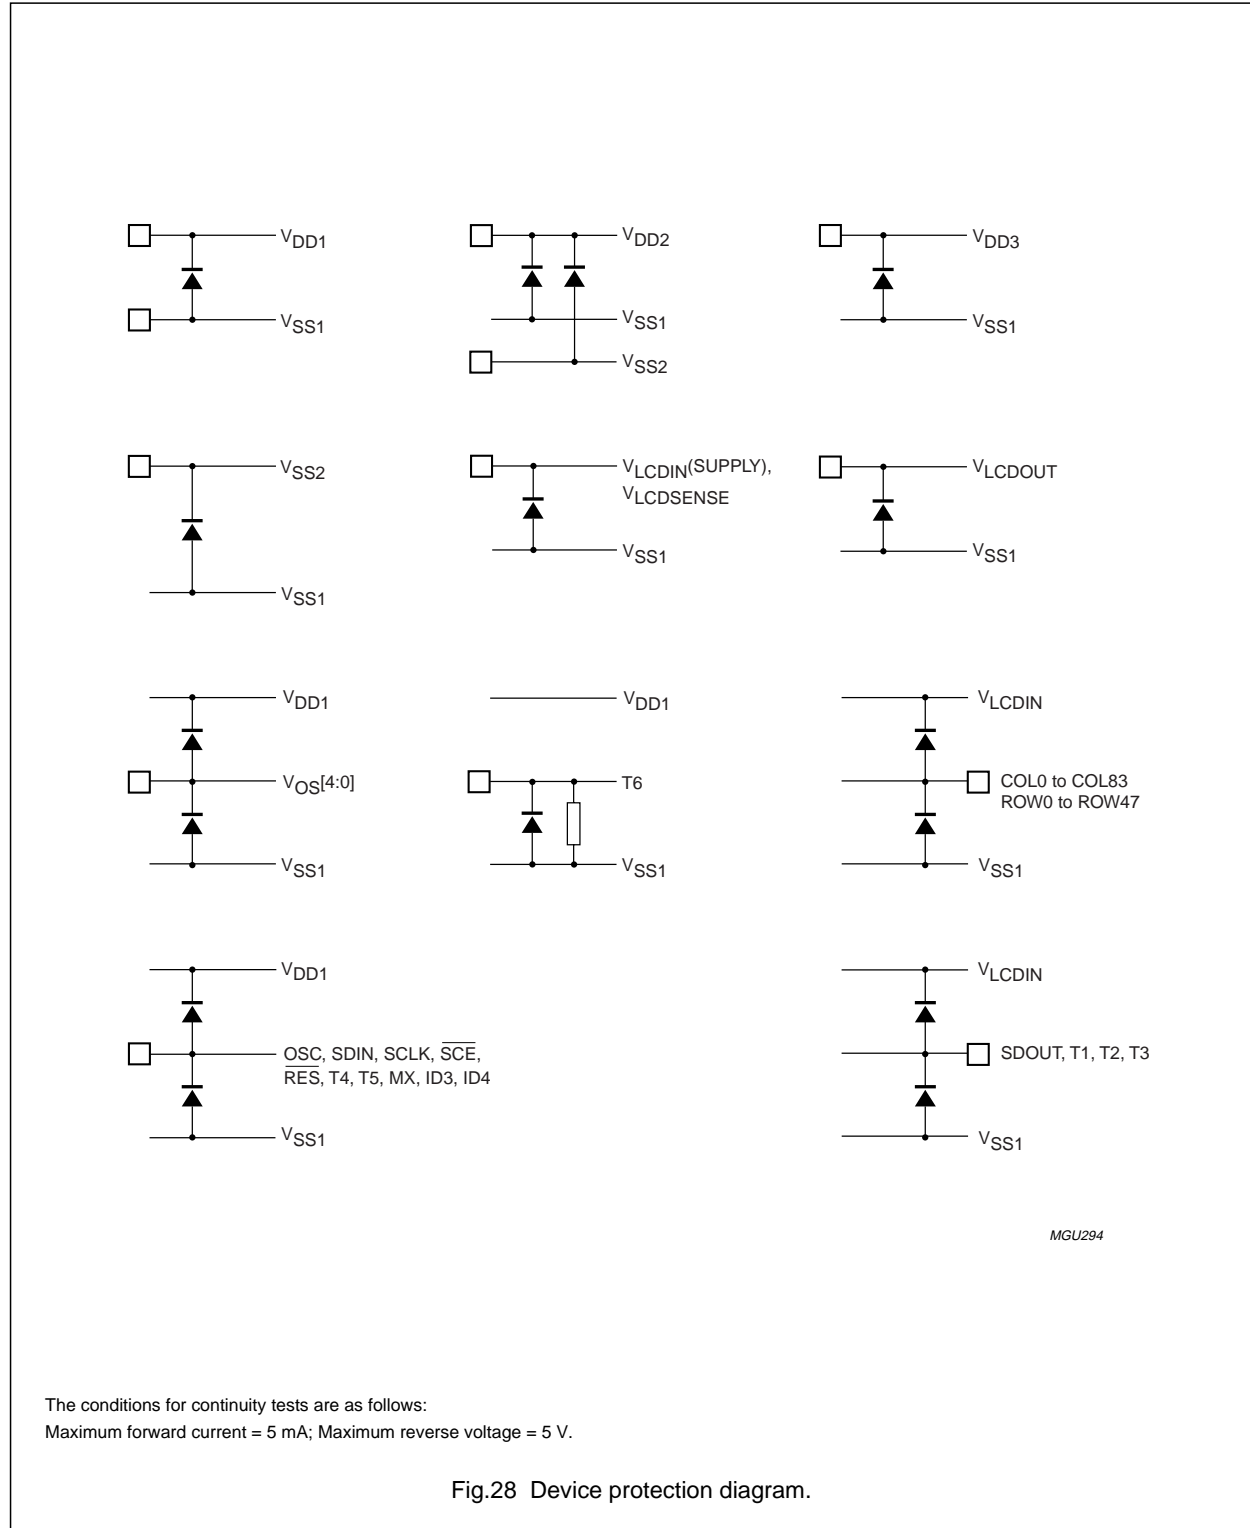 VDD1
VSS1
VDD2
VSS1
VSS2
VDD3
VSS1
VSS2
VSS1
VLCDIN(SUPPLY),
VLCDSENSE
VSS1
VLCDOUT
VSS1
VDD1
VOS[4:0]
VSS1
VDD1
T6
VSS1
VLCDIN
COL0 to COL83
ROW0 to ROW47
VSS1
VDD1
OSC, SDIN, SCLK, S̅C̅E̅,
R̅E̅S̅, T4, T5, MX, ID3, ID4
VSS1
VLCDIN
SDOUT, T1, T2, T3
VSS1
MGU294
The conditions for continuity tests are as follows:
Maximum forward current = 5 mA; Maximum reverse voltage = 5 V.
Fig.28 Device protection diagram.